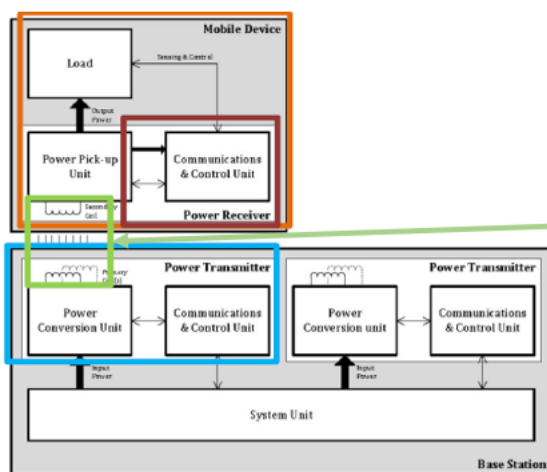 Mobile Device
Load
Sensing & Control
Output
Power
Power Pick-up
Unit
Communications
& Control Unit
Secondary
Coil
Power Receiver
Power Transmitter
Primary
Coil(s)
Power
Conversion Unit
Communications
& Control Unit
Input
Power
Power Transmitter
Power
Conversion unit
Communications
& Control Unit
Input
Power
System Unit
Base Station